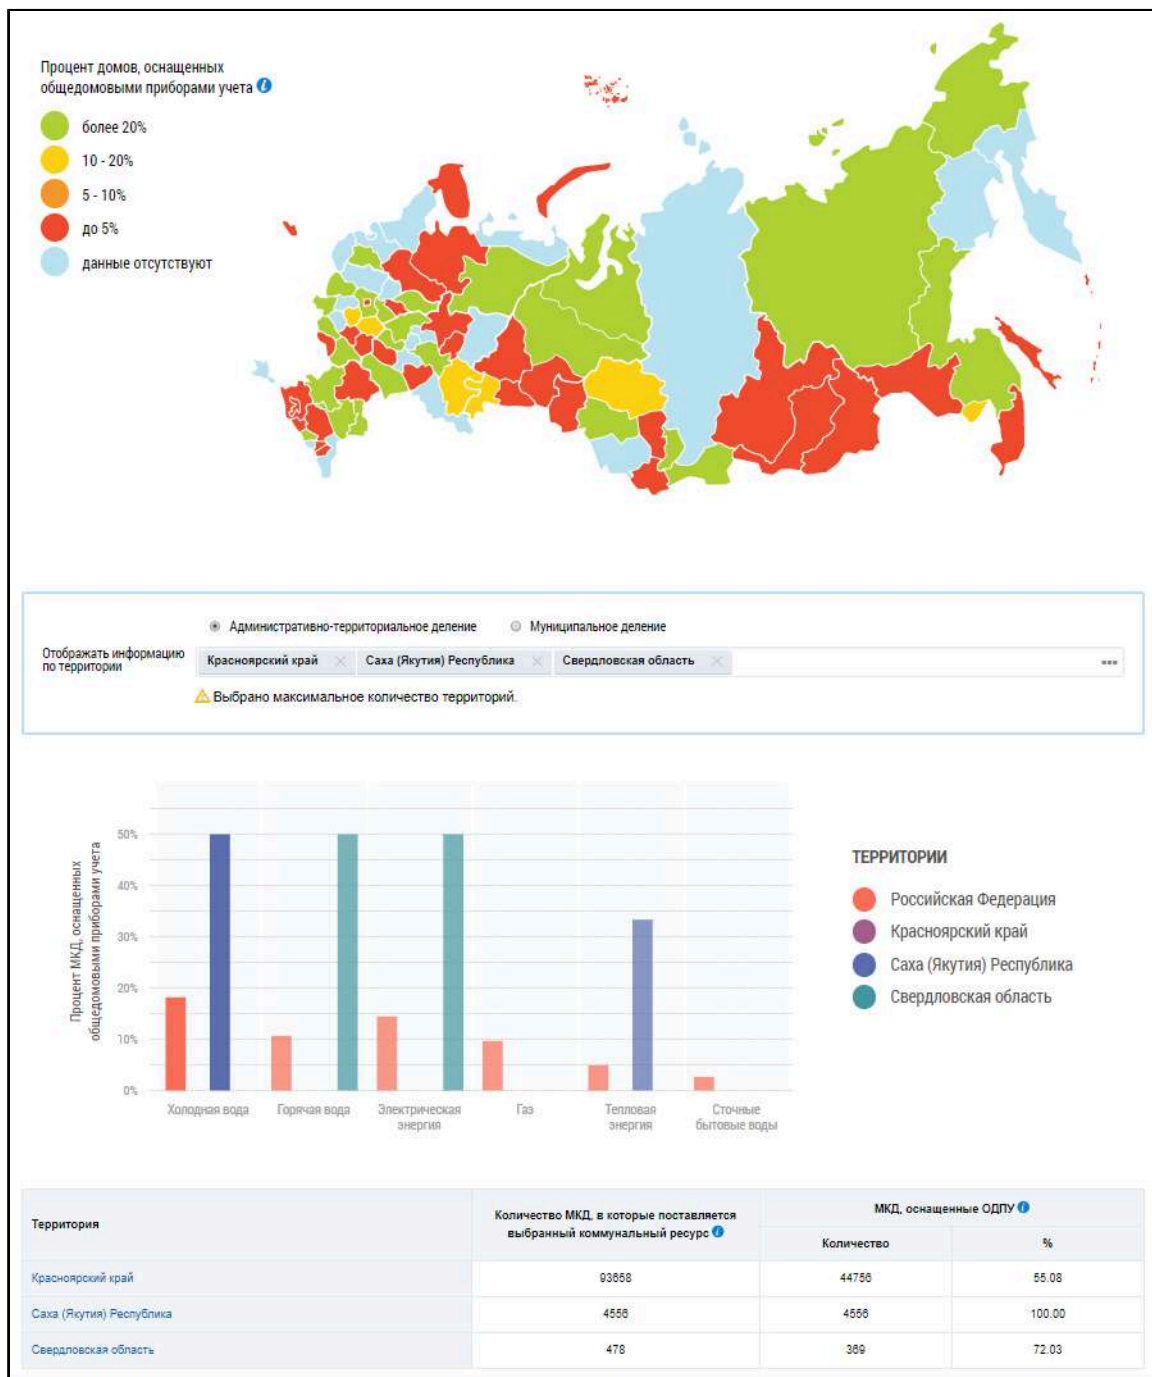 Процент домов, оснащенных
общедомовыми приборами учета i
более 20%
10 - 20%
5 - 10%
до 5%
данные отсутствуют
Административно-территориальное деление Муниципальное деление
Отображать информацию
по территории
Красноярский край Саха (Якутия) Республика Свердловская область
Выбрано максимальное количество территорий.
Процент МКД, оснащенных
общедомовыми приборами учета
50%
40%
30%
20%
10%
0%
Холодная вода Горячая вода Электрическая энергия Газ Тепловая энергия Сточные бытовые воды
ТЕРРИТОРИИ
Российская Федерация
Красноярский край
Саха (Якутия) Республика
Свердловская область
Территория
Количество МКД, в которые поставляется
выбранный коммунальный ресурс i
МКД, оснащенные ОДПУ i
Количество %
Красноярский край 93658 44756 55.08
Саха (Якутия) Республика 4556 4556 100.00
Свердловская область 478 369 72.03